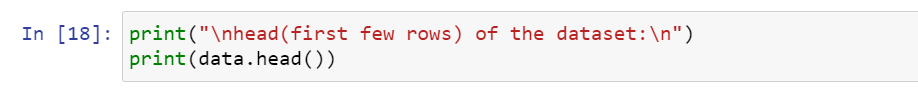 In [18]: print("\nhead(first few rows) of the dataset:\n")
print(data.head())